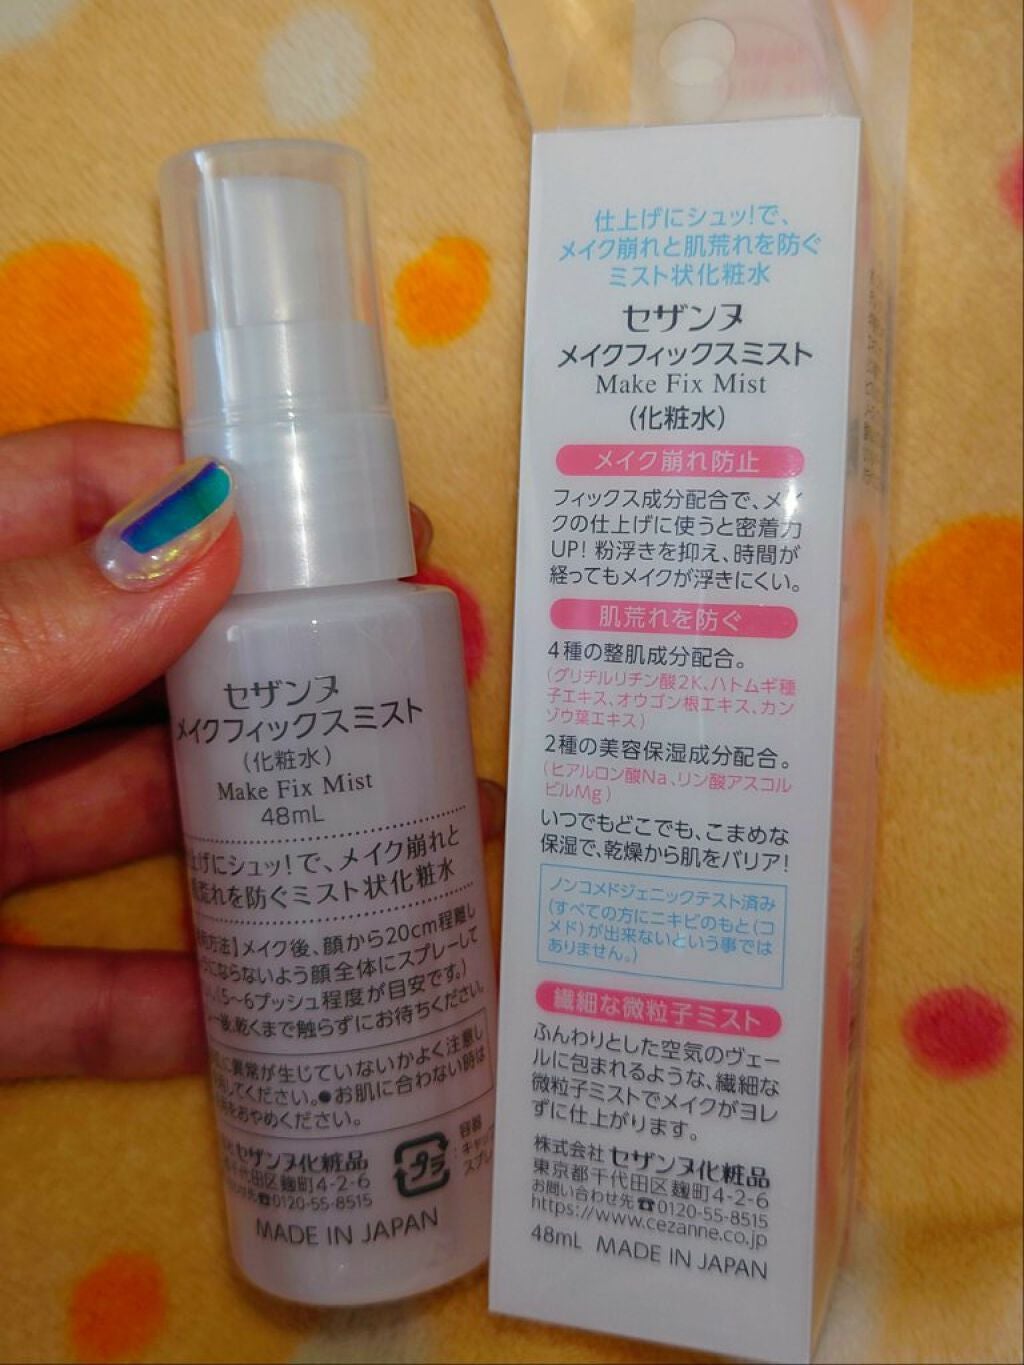 セザンヌ
メイクフィックスミスト
(化粧水)
Make Fix Mist
48mL
上げにシュッ!で、メイク崩れと
荒れを防ぐミスト状化粧水
方法】メイク後、顔から20cm程離し
にならないよう顔全体にスプレーして
(5〜6プッシュ程度が目安です。)
後、乾くまで触らずにお待ちください。
に異常が生じていないかよく注意し
してください。●お肌に合わない時は
をおやめください。
セザンヌ化粧品
千代田区麹町4-2-6
せ先☎0120-55-8515
プラ
容器
キャッ
スプレ
MADE IN JAPAN
仕上げにシュッ!で、
メイク崩れと肌荒れを防ぐ
ミスト状化粧水
セザンヌ
メイクフィックスミスト
Make Fix Mist
(化粧水)
メイク崩れ防止
フィックス成分配合で、メイ
クの仕上げに使うと密着力
UP! 粉浮きを抑え、時間が
経ってもメイクが浮きにくい。
肌荒れを防ぐ
4種の整肌成分配合。
(グリチルリチン酸2K、ハトムギ種
子エキス、オウゴン根エキス、カン
ゾウ葉エキス)
2種の美容保湿成分配合。
(ヒアルロン酸Na、リン酸アスコル
ビルMg)
いつでもどこでも、こまめな
保湿で、乾燥から肌をバリア!
ノンコメドジェニックテスト済み
(すべての方にニキビのもと(コ
メド)が出来ないという事では
ありません。)
繊細な微粒子ミスト
ふんわりとした空気のヴェー
ルに包まれるような、繊細な
微粒子ミストでメイクがヨレ
ずに仕上がります。
株式会社 セザンヌ化粧品
東京都千代田区麹町4-2-6
お問い合わせ先☎0120-55-8515
https://www.cezanne.co.jp
48mL MADE IN JAPAN